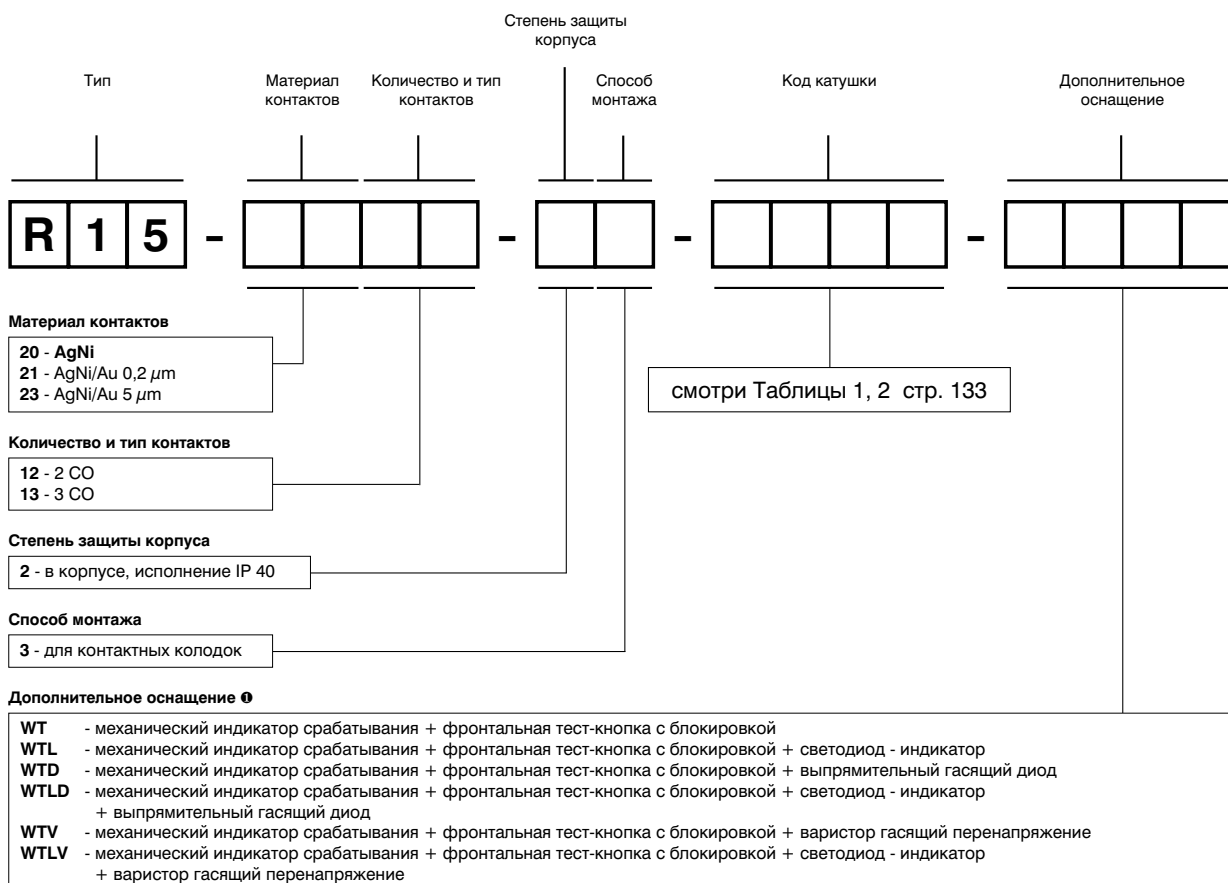 Степень защиты
корпуса
Тип
Материал
контактов
Количество и тип
контактов
Способ
монтажа
Код катушки
Дополнительное
оснащение
R 1 5 - - - -
Материал контактов
20 - AgNi
21 - AgNi/Au 0,2 µm
23 - AgNi/Au 5 µm
смотри Таблицы 1, 2 стр. 133
Количество и тип контактов
12 - 2 CO
13 - 3 CO
Степень защиты корпуса
2 - в корпусе, исполнение IP 40
Способ монтажа
3 - для контактных колодок
Дополнительное оснащение ❶
WT - механический индикатор срабатывания + фронтальная тест-кнопка с блокировкой
WTL - механический индикатор срабатывания + фронтальная тест-кнопка с блокировкой + светодиод - индикатор
WTD - механический индикатор срабатывания + фронтальная тест-кнопка с блокировкой + выпрямительный гасящий диод
WTLD - механический индикатор срабатывания + фронтальная тест-кнопка с блокировкой + светодиод - индикатор
+ выпрямительный гасящий диод
WTV - механический индикатор срабатывания + фронтальная тест-кнопка с блокировкой + варистор гасящий перенапряжение
WTLV - механический индикатор срабатывания + фронтальная тест-кнопка с блокировкой + светодиод - индикатор
+ варистор гасящий перенапряжение